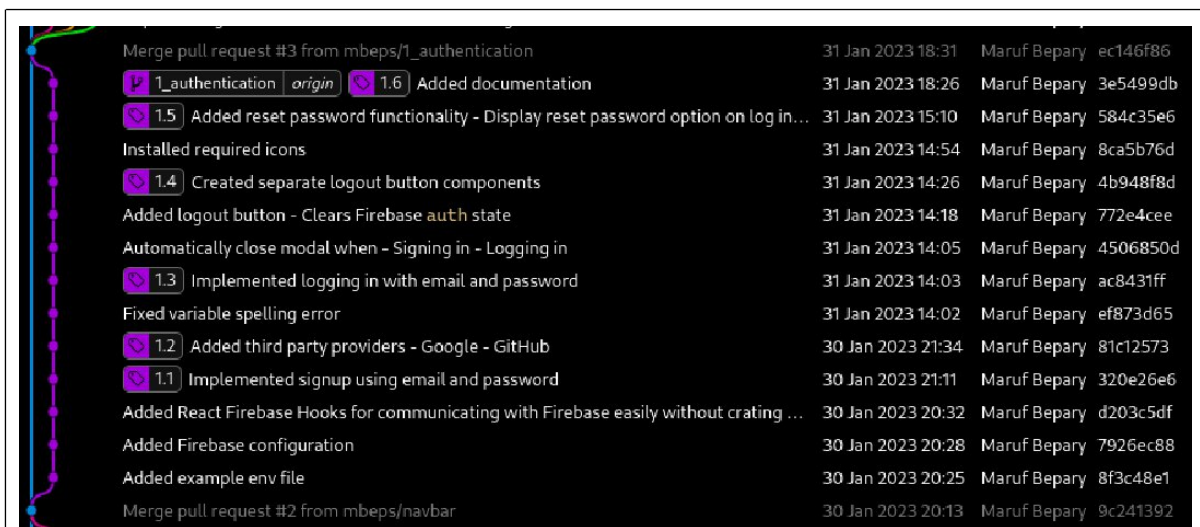 Merge pull request #3 from mbeps/1_authentication 31 Jan 2023 18:31 Maruf Bepary ec146f86
1_authentication origin 1.6 Added documentation 31 Jan 2023 18:26 Maruf Bepary 3e5499db
1.5 Added reset password functionality - Display reset password option on log in... 31 Jan 2023 15:10 Maruf Bepary 584c35e6
Installed required icons 31 Jan 2023 14:54 Maruf Bepary 8ca5b76d
1.4 Created separate logout button components 31 Jan 2023 14:26 Maruf Bepary 4b948f8d
Added logout button - Clears Firebase auth state 31 Jan 2023 14:18 Maruf Bepary 772e4cee
Automatically close modal when - Signing in - Logging in 31 Jan 2023 14:05 Maruf Bepary 4506850d
1.3 Implemented logging in with email and password 31 Jan 2023 14:03 Maruf Bepary ac8431ff
Fixed variable spelling error 31 Jan 2023 14:02 Maruf Bepary ef873d65
1.2 Added third party providers - Google - GitHub 30 Jan 2023 21:34 Maruf Bepary 81c12573
1.1 Implemented signup using email and password 30 Jan 2023 21:11 Maruf Bepary 320e26e6
Added React Firebase Hooks for communicating with Firebase easily without crating ... 30 Jan 2023 20:32 Maruf Bepary d203c5df
Added Firebase configuration 30 Jan 2023 20:28 Maruf Bepary 7926ec88
Added example env file 30 Jan 2023 20:25 Maruf Bepary 8f3c48e1
Merge pull request #2 from mbeps/navbar 30 Jan 2023 20:13 Maruf Bepary 9c241392